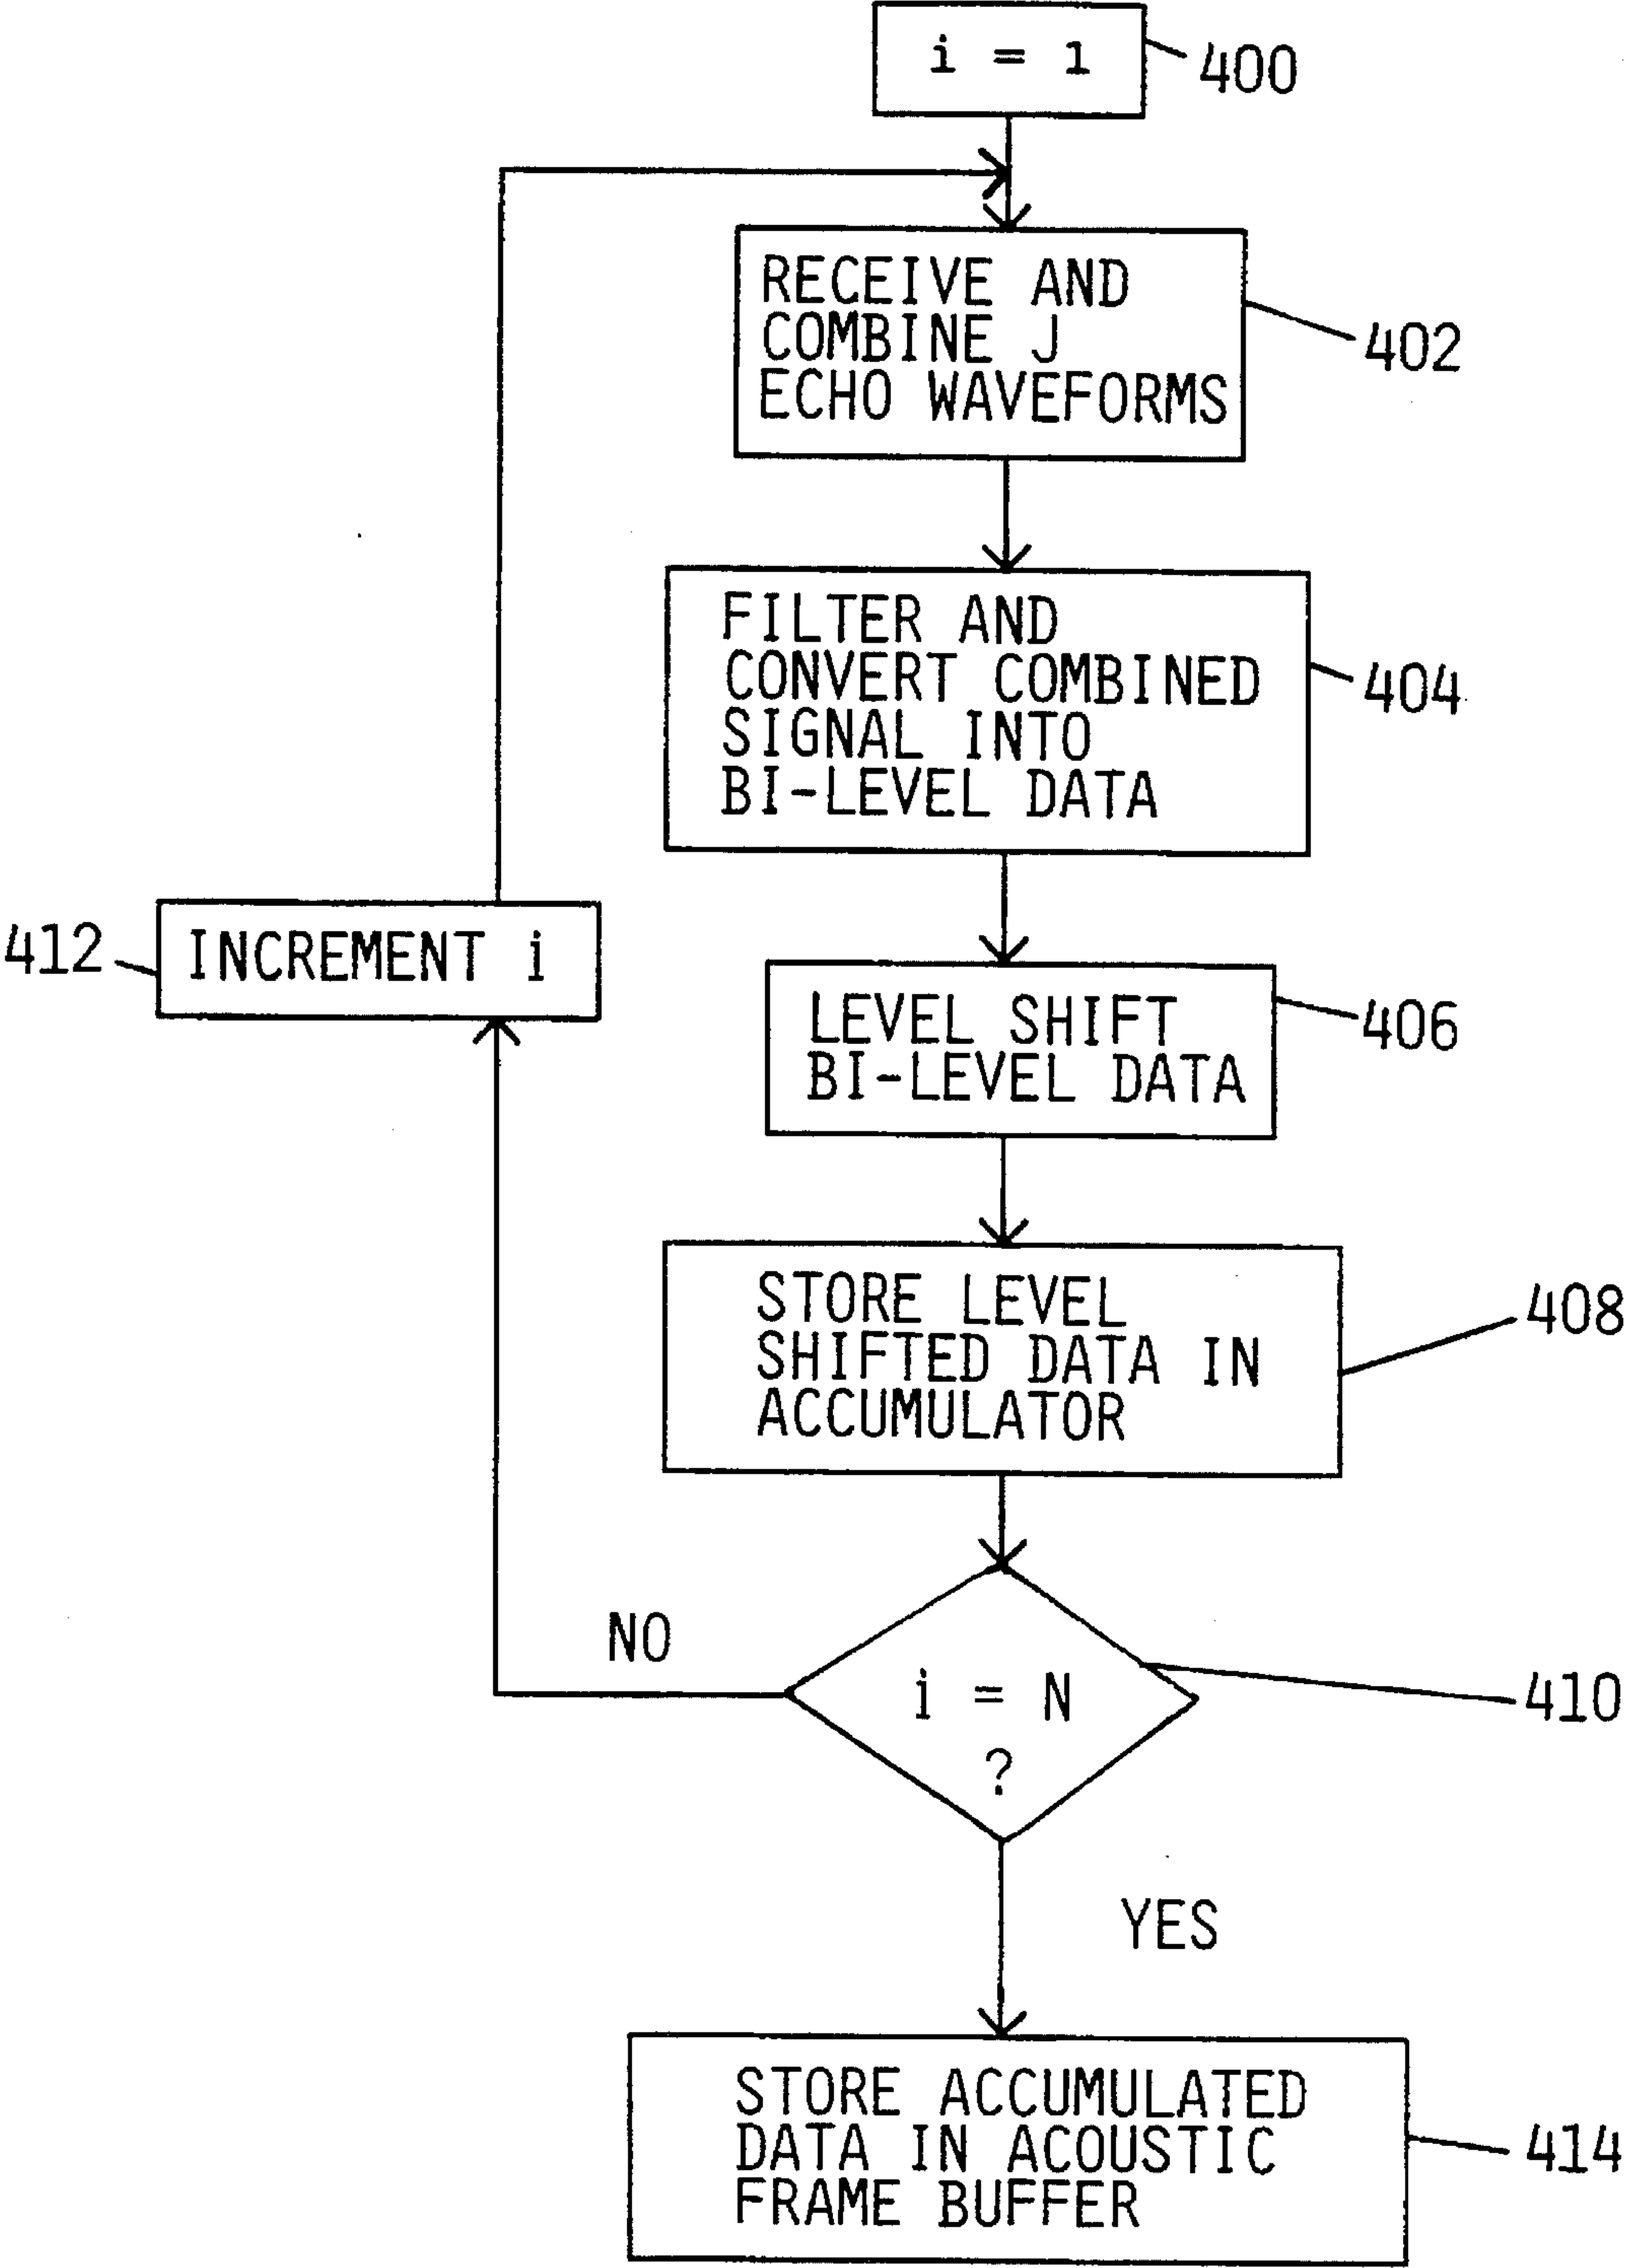 i = 1
400
RECEIVE AND
COMBINE J
ECHO WAVEFORMS
402
FILTER AND
CONVERT COMBINED
SIGNAL INTO
BI-LEVEL DATA
404
412
INCREMENT i
LEVEL SHIFT
BI-LEVEL DATA
406
STORE LEVEL
SHIFTED DATA IN
ACCUMULATOR
408
NO
i = N
?
410
YES
STORE ACCUMULATED
DATA IN ACOUSTIC
FRAME BUFFER
414